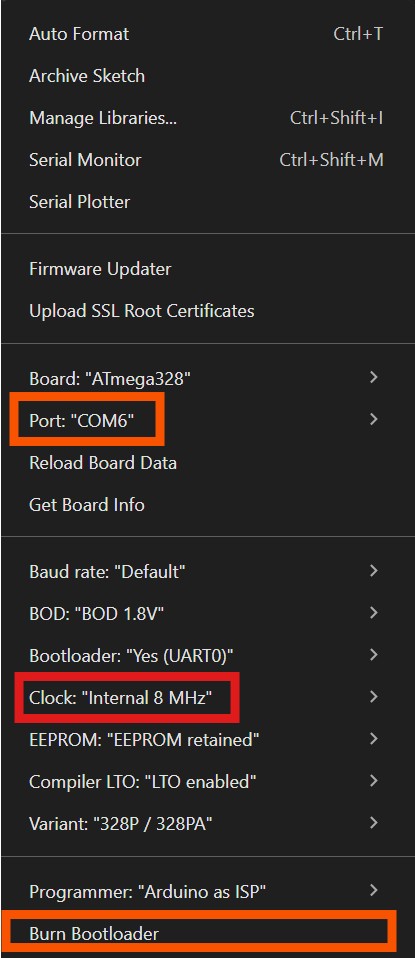 Auto Format Ctrl+T
Archive Sketch
Manage Libraries... Ctrl+Shift+I
Serial Monitor Ctrl+Shift+M
Serial Plotter
Firmware Updater
Upload SSL Root Certificates
Board: "ATmega328"
Port: "COM6"
Reload Board Data
Get Board Info
Baud rate: "Default"
BOD: "BOD 1.8V"
Bootloader: "Yes (UART0)"
Clock: "Internal 8 MHz"
EEPROM: "EEPROM retained"
Compiler LTO: "LTO enabled"
Variant: "328P / 328PA"
Programmer: "Arduino as ISP"
Burn Bootloader